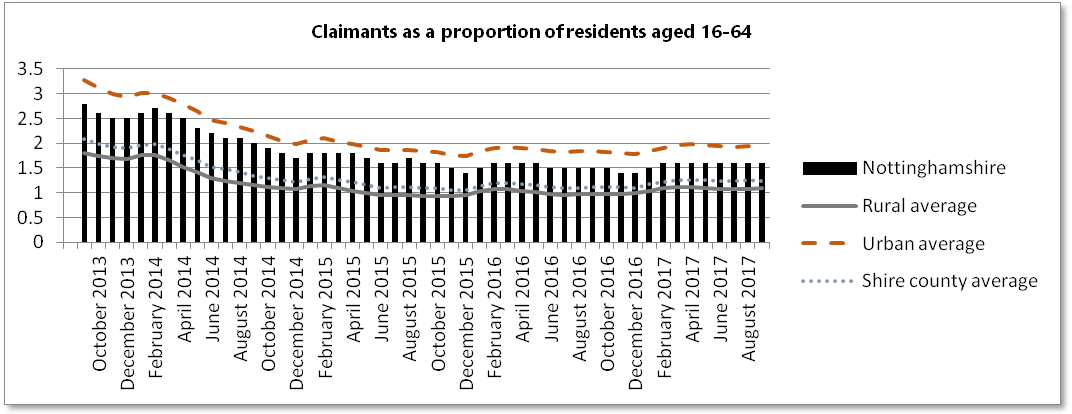 Claimants as a proportion of residents aged 16-64
3.5
3
2.5
2
1.5
1
0.5
0
October 2013
December 2013
February 2014
April 2014
June 2014
August 2014
October 2014
December 2014
February 2015
April 2015
June 2015
August 2015
October 2015
December 2015
February 2016
April 2016
June 2016
August 2016
October 2016
December 2016
February 2017
April 2017
June 2017
August 2017
Nottinghamshire
Rural average
Urban average
Shire county average